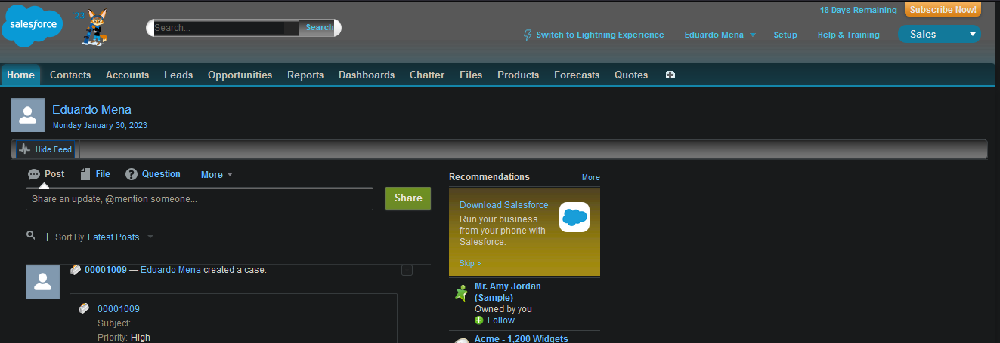 salesforce
'23
Search...
Search
18 Days Remaining
Subscribe Now!
Switch to Lightning Experience
Eduardo Mena
Setup
Help & Training
Sales
Home Contacts Accounts Leads Opportunities Reports Dashboards Chatter Files Products Forecasts Quotes
Eduardo Mena
Monday January 30, 2023
Hide Feed
Post File Question More
Share an update, @mention someone...
Share
Sort By Latest Posts
00001009 — Eduardo Mena created a case.
00001009
Subject:
Priority: High
Recommendations More
Download Salesforce
Run your business
from your phone with
Salesforce.
Skip >
Mr. Amy Jordan
(Sample)
Owned by you
Follow
Acme - 1,200 Widgets